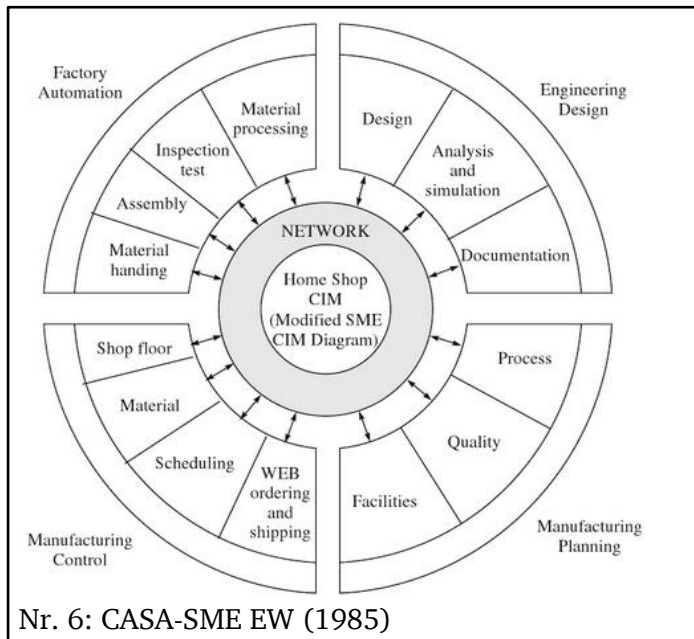 Factory
Automation
Material
processing
Inspection
test
Assembly
Material
handing
Engineering
Design
Design
Analysis
and
simulation
Documentation
NETWORK
Home Shop
CIM
(Modified SME
CIM Diagram)
Shop floor
Material
Scheduling
WEB
ordering
and
shipping
Manufacturing
Control
Process
Quality
Facilities
Manufacturing
Planning
Nr. 6: CASA-SME EW (1985)